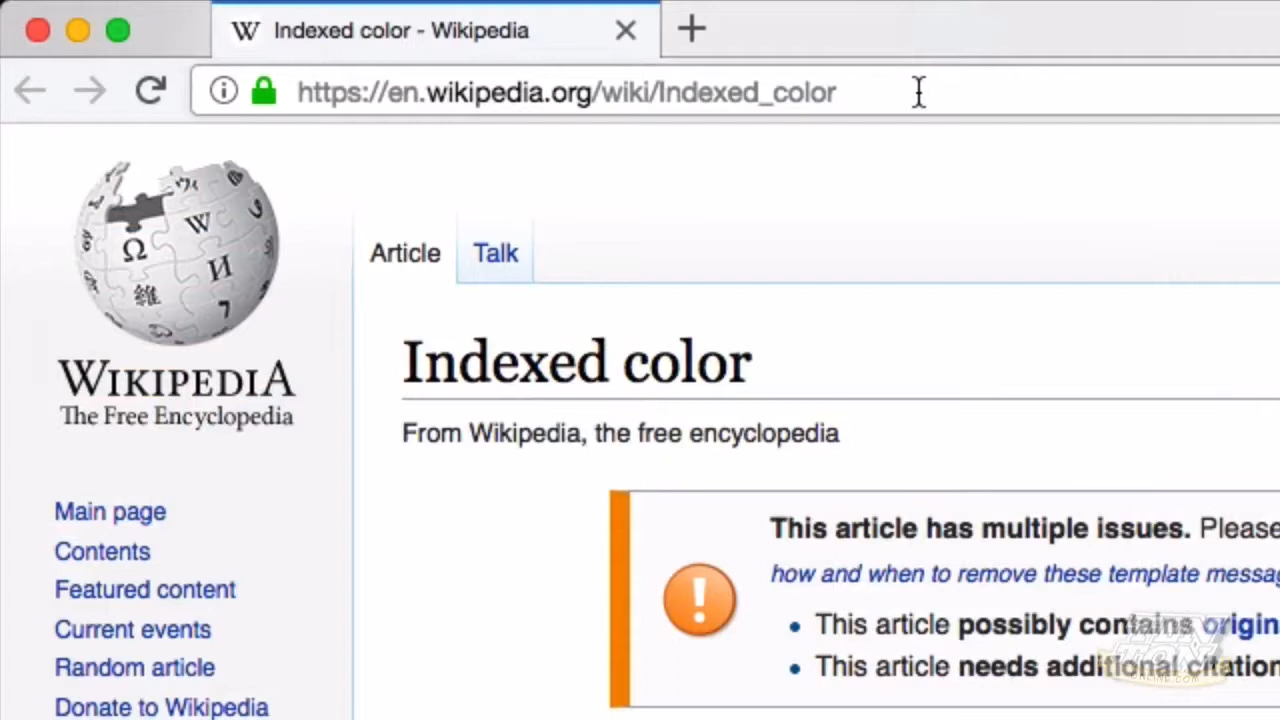 Indexed color - Wikipedia
https://en.wikipedia.org/wiki/Indexed_color
Article Talk
WIKIPEDIA
The Free Encyclopedia
Indexed color
From Wikipedia, the free encyclopedia
Main page
Contents
Featured content
Current events
Random article
Donate to Wikipedia
This article has multiple issues. Please
how and when to remove these template messag
This article possibly contains origin
This article needs additional citation